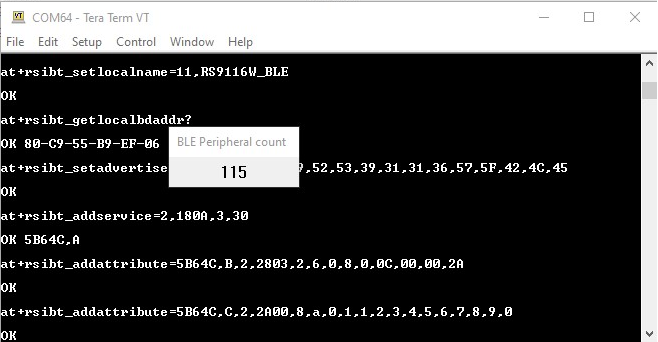 COM64 - Tera Term VT
File Edit Setup Control Window Help
at+rsibt_setlocalname=11,RS9116W_BLE
OK
at+rsibt_getlocalbdaddr?
OK 80-C9-55-B9-EF-06
BLE Peripheral count
115
at+rsibt_setadvertise 9,52,53,39,31,31,36,57,5F,42,4C,45
OK
at+rsibt_addservice=2,180A,3,30
OK 5B64C,A
at+rsibt_addattribute=5B64C,B,2,2803,2,6,0,8,0,0C,00,00,2A
OK
at+rsibt_addattribute=5B64C,C,2,2A00,8,a,0,1,1,2,3,4,5,6,7,8,9,0
OK